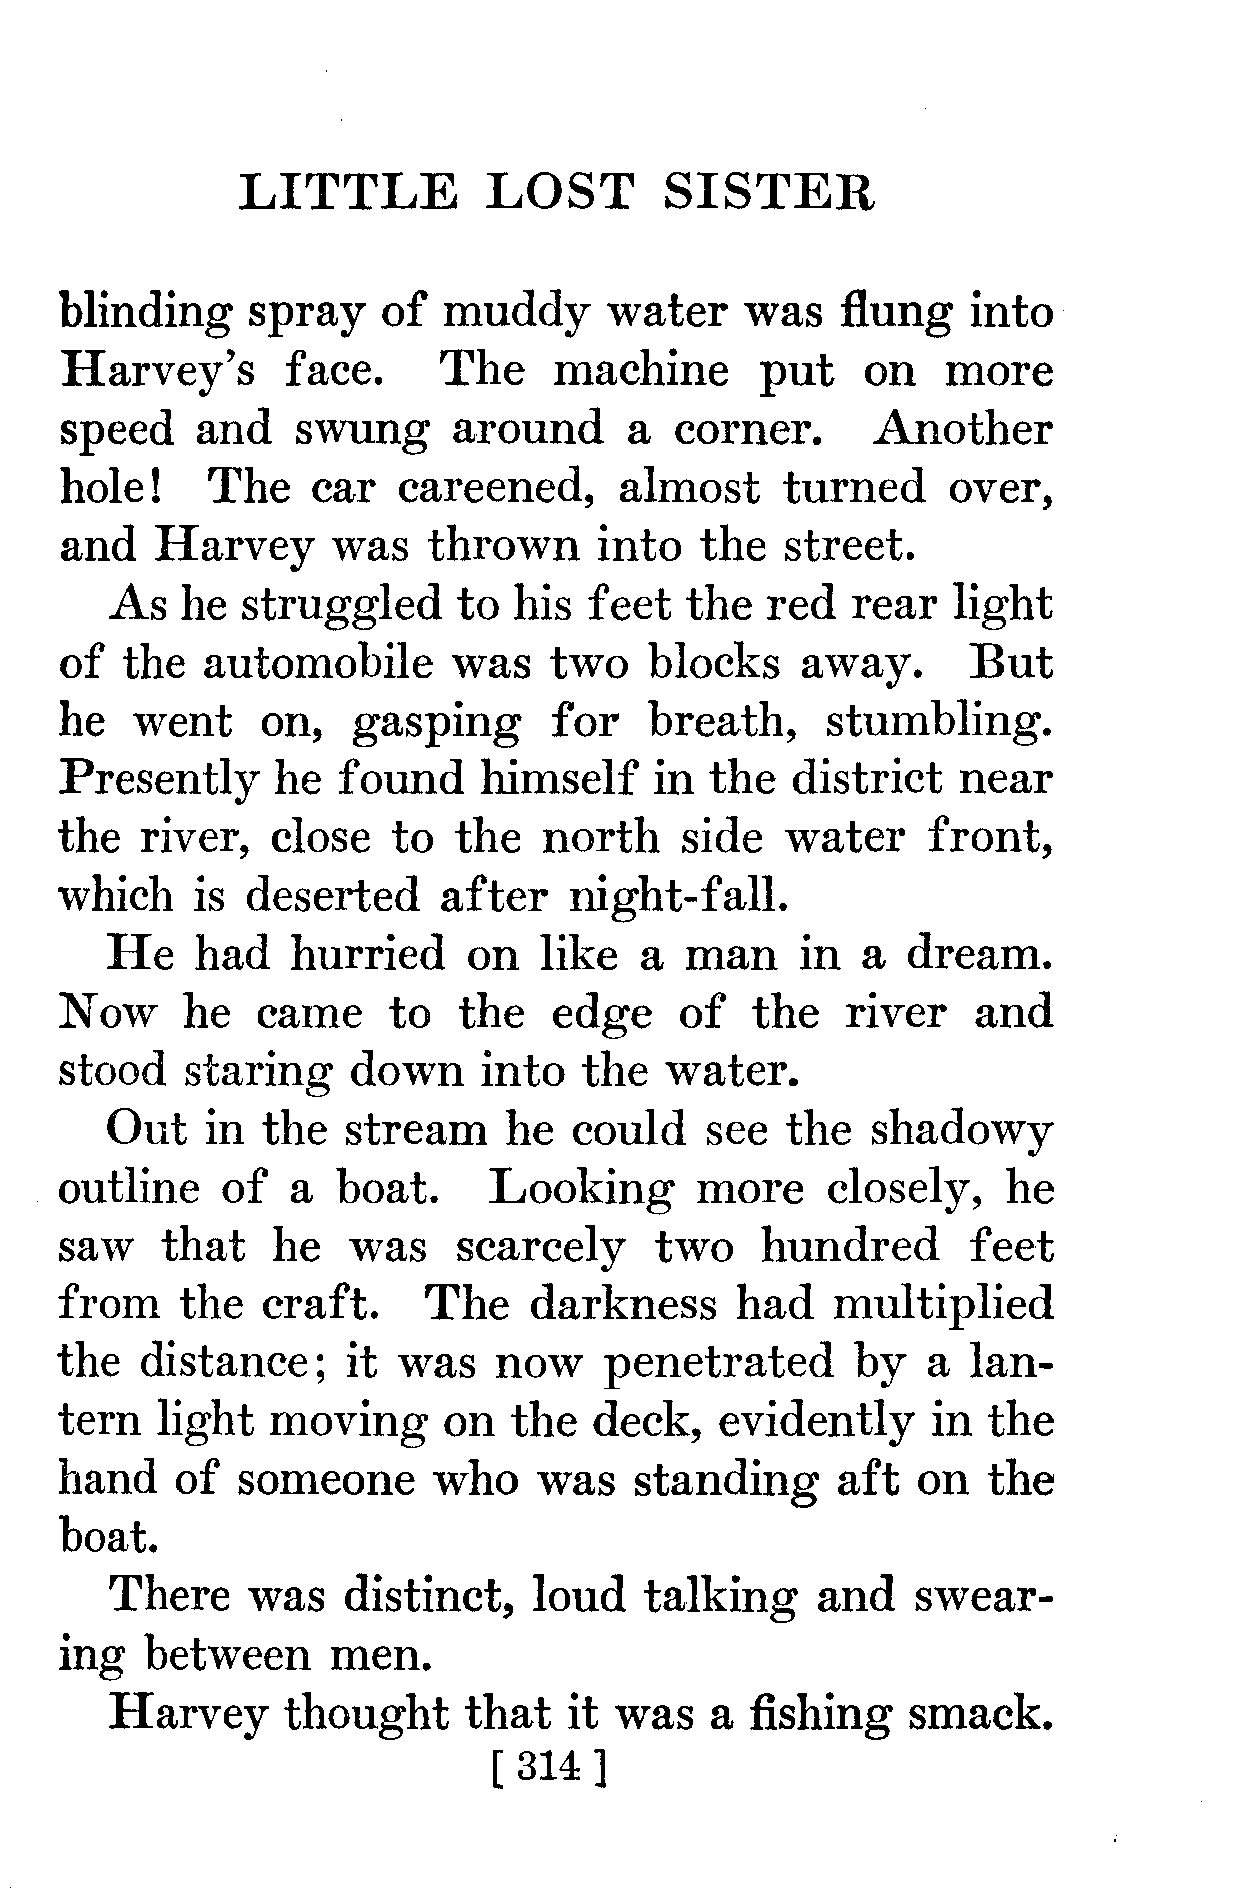 LITTLE LOST SISTER
blinding spray of muddy water was flung into
Harvey's face. The machine put on more
speed and swung around a corner. Another
hole! The car careened, almost turned over,
and Harvey was thrown into the street.
As he struggled to his feet the red rear light
of the automobile was two blocks away. But
he went on, gasping for breath, stumbling.
Presently he found himself in the district near
the river, close to the north side water front,
which is deserted after night-fall.
He had hurried on like a man in a dream.
Now he came to the edge of the river and
stood staring down into the water.
Out in the stream he could see the shadowy
outline of a boat. Looking more closely, he
saw that he was scarcely two hundred feet
from the craft. The darkness had multiplied
the distance; it was now penetrated by a lan-
tern light moving on the deck, evidently in the
hand of someone who was standing aft on the
boat.
There was distinct, loud talking and swear-
ing between men.
Harvey thought that it was a fishing smack.
[ 314 ]